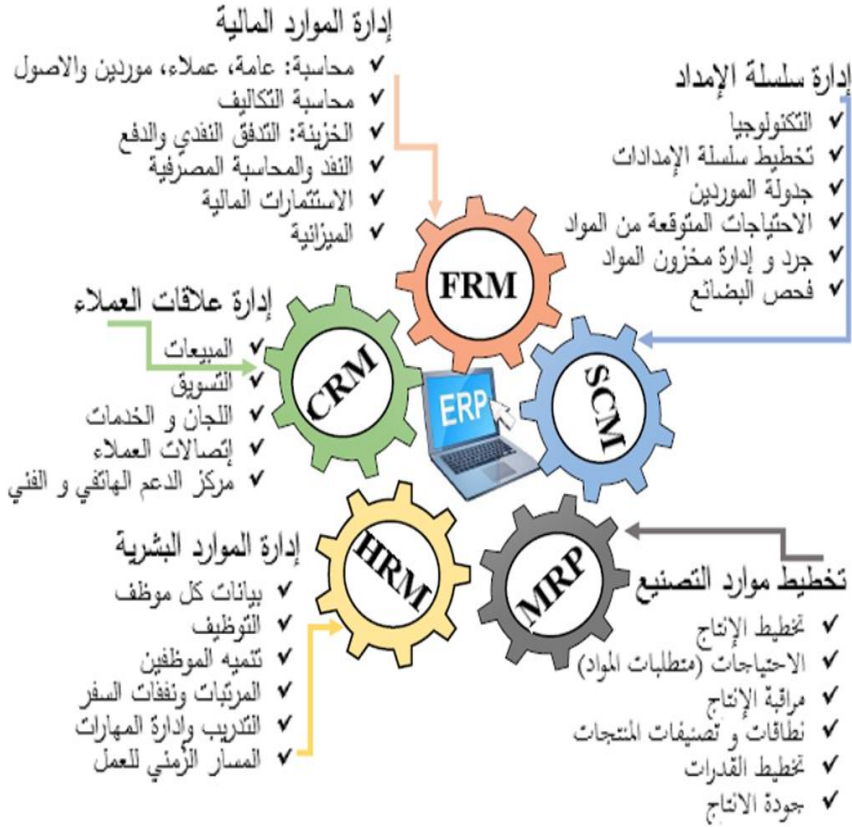 إدارة الموارد المالية
✓ محاسبة: عامة، عملاء، موردين والاصول
✓ محاسبة التكاليف
✓ الخزينة: التدفق النقدي والدفع
✓ النقد والمحاسبة المصرفية
✓ الاستثمارات المالية
✓ الميزانية
إدارة سلسلة الإمداد
✓ التكنولوجيا
✓ تخطيط سلسلة الإمدادات
✓ جدولة الموردين
✓ الاحتياجات المتوقعة من المواد
✓ جرد و إدارة مخزون المواد
✓ فحص البضائع
FRM
SCM
إدارة علاقات العملاء
✓ المبيعات
✓ التسويق
✓ اللجان و الخدمات
✓ إتصالات العملاء
✓ مركز الدعم الهاتفي و الفني
CRM
ERP
إدارة الموارد البشرية
✓ بيانات كل موظف
✓ التوظيف
✓ تنميه الموظفين
✓ المرتبات ونفقات السفر
✓ التدريب وإدارة المهارات
✓ المسار الزمني للعمل
HRM
MRP
تخطيط موارد التصنيع
✓ تخطيط الإنتاج
✓ الاحتياجات (متطلبات المواد)
✓ مراقبة الإنتاج
✓ نطاقات و تصنيفات المنتجات
✓ تخطيط القدرات
✓ جودة الانتاج